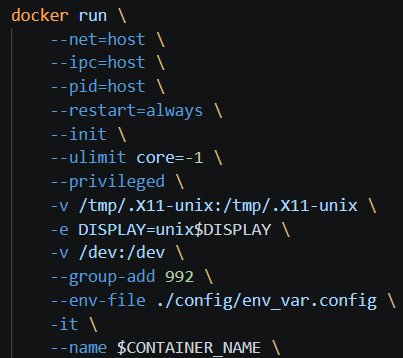 docker run \
--net=host \
--ipc=host \
--pid=host \
--restart=always \
--init \
--ulimit core=-1 \
--privileged \
-v /tmp/.X11-unix:/tmp/.X11-unix \
-e DISPLAY=unix$DISPLAY \
-v /dev:/dev \
--group-add 992 \
--env-file ./config/env_var.config \
-it \
--name $CONTAINER_NAME \